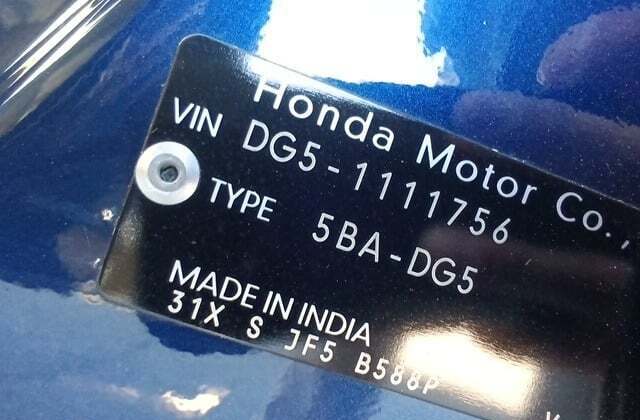 Honda Motor Co.,
VIN DG5-1111756
TYPE 5BA-DG5
MADE IN INDIA
31X S JF5 B588P